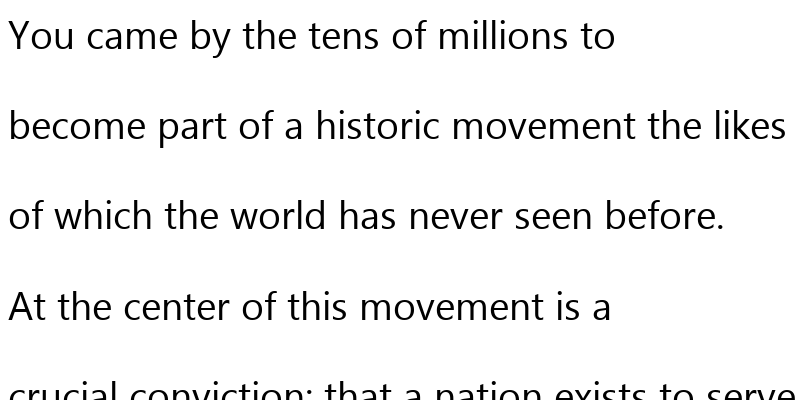 You came by the tens of millions to
become part of a historic movement the likes
of which the world has never seen before.
At the center of this movement is a
crucial conviction: that a nation exists to serve